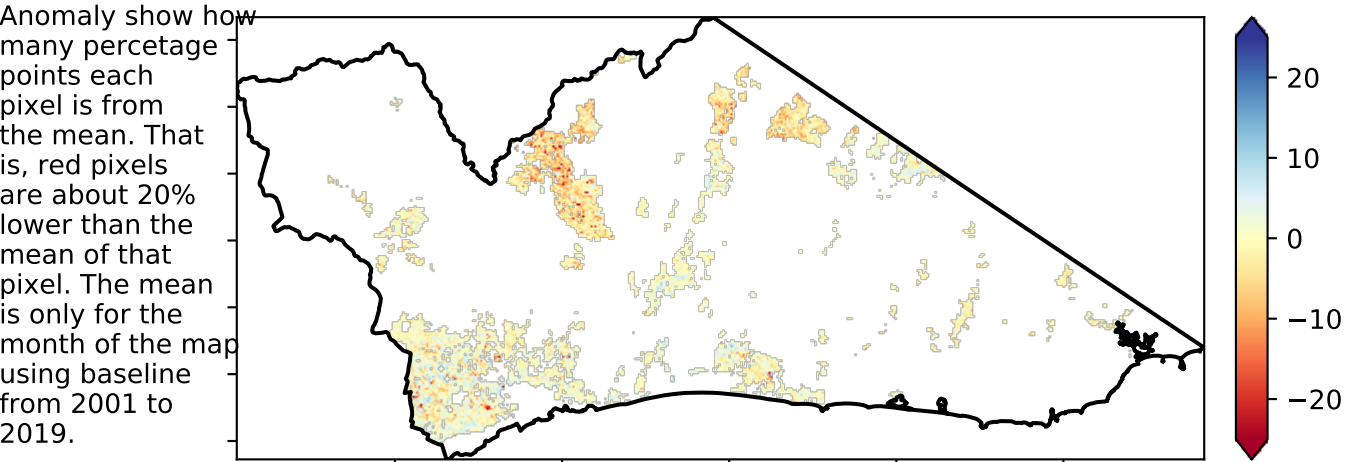 Anomaly show how
many percetage
points each
pixel is from
the mean. That
is, red pixels
are about 20%
lower than the
mean of that
pixel. The mean
is only for the
month of the map
using baseline
from 2001 to
2019.
20
10
0
−10
−20